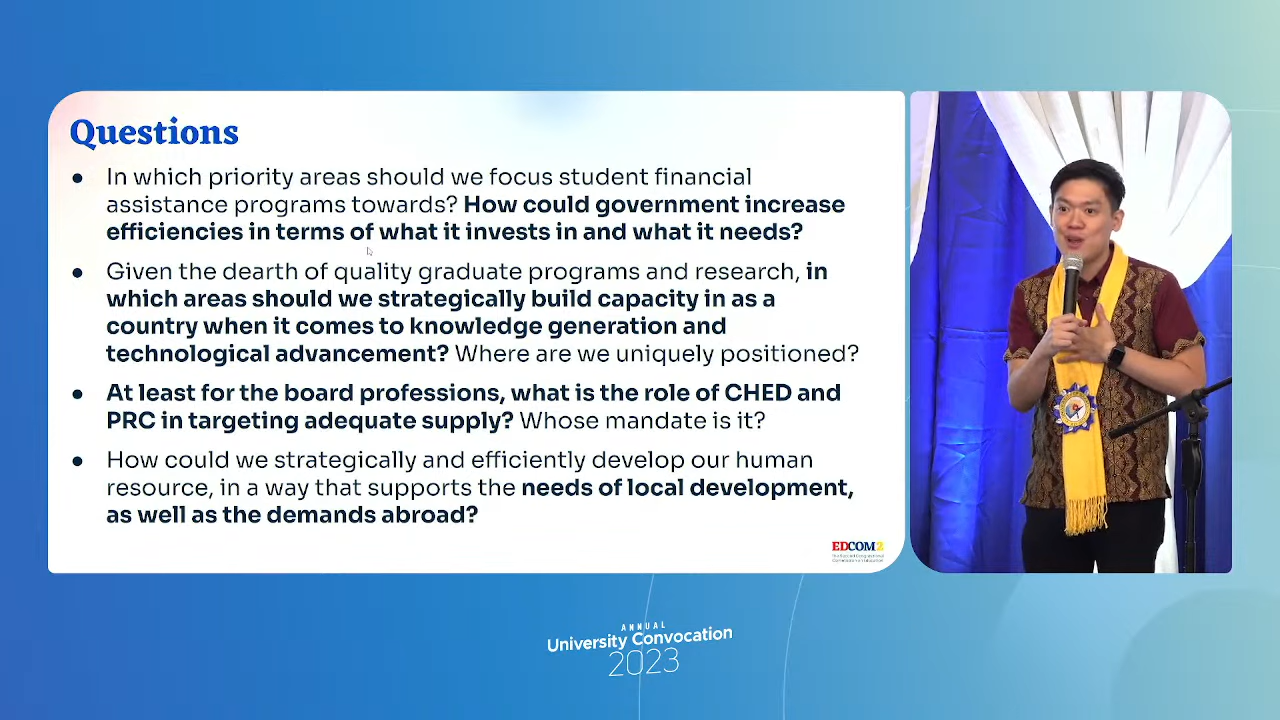 Questions
● In which priority areas should we focus student financial
assistance programs towards? How could government increase
efficiencies in terms of what it invests in and what it needs?
● Given the dearth of quality graduate programs and research, in
which areas should we strategically build capacity in as a
country when it comes to knowledge generation and
technological advancement? Where are we uniquely positioned?
● At least for the board professions, what is the role of CHED and
PRC in targeting adequate supply? Whose mandate is it?
● How could we strategically and efficiently develop our human
resource, in a way that supports the needs of local development,
as well as the demands abroad?
EDCOM 2
ANNUAL
University Convocation
2023